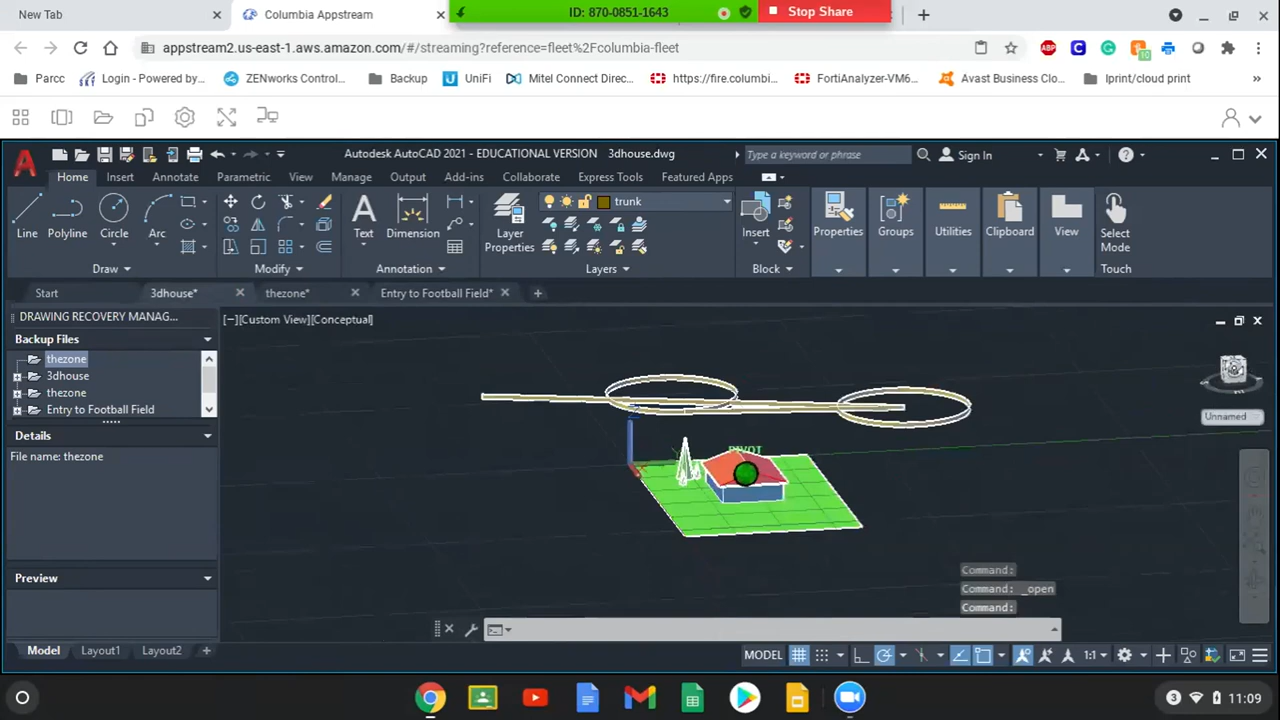 New Tab
Columbia Appstream
ID: 870-0851-1643
Stop Share
appstream2.us-east-1.aws.amazon.com/#/streaming?reference=fleet%2Fcolumbia-fleet
ABP
C
10
Parcc
Login - Powered by...
ZENworks Control...
Backup
UniFi
Mitel Connect Direc...
https://fire.columbi...
FortiAnalyzer-VM6...
Avast Business Clo...
Iprint/cloud print
»
A
Autodesk AutoCAD 2021 - EDUCATIONAL VERSION 3dhouse.dwg
Type a keyword or phrase
Sign In
Home
Insert
Annotate
Parametric
View
Manage
Output
Add-ins
Collaborate
Express Tools
Featured Apps
trunk
Line
Polyline
Circle
Arc
Text
Dimension
Layer
Properties
Insert
Properties
Groups
Utilities
Clipboard
View
Select
Mode
Draw
Modify
Annotation
Layers
Block
Touch
Start
3dhouse*
thezone*
Entry to Football Field*
DRAWING RECOVERY MANAG...
Backup Files
thezone
3dhouse
thezone
Entry to Football Field
Details
File name: thezone
Preview
[−][Custom View][Conceptual]
Unnamed
PIVOT
Command:
Command: _open
Command:
Model
Layout1
Layout2
MODEL
1:1
3
11:09